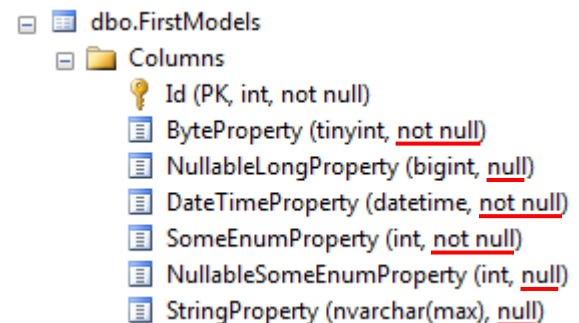 dbo.FirstModels
Columns
Id (PK, int, not null)
ByteProperty (tinyint, not null)
NullableLongProperty (bigint, null)
DateTimeProperty (datetime, not null)
SomeEnumProperty (int, not null)
NullableSomeEnumProperty (int, null)
StringProperty (nvarchar(max), null)